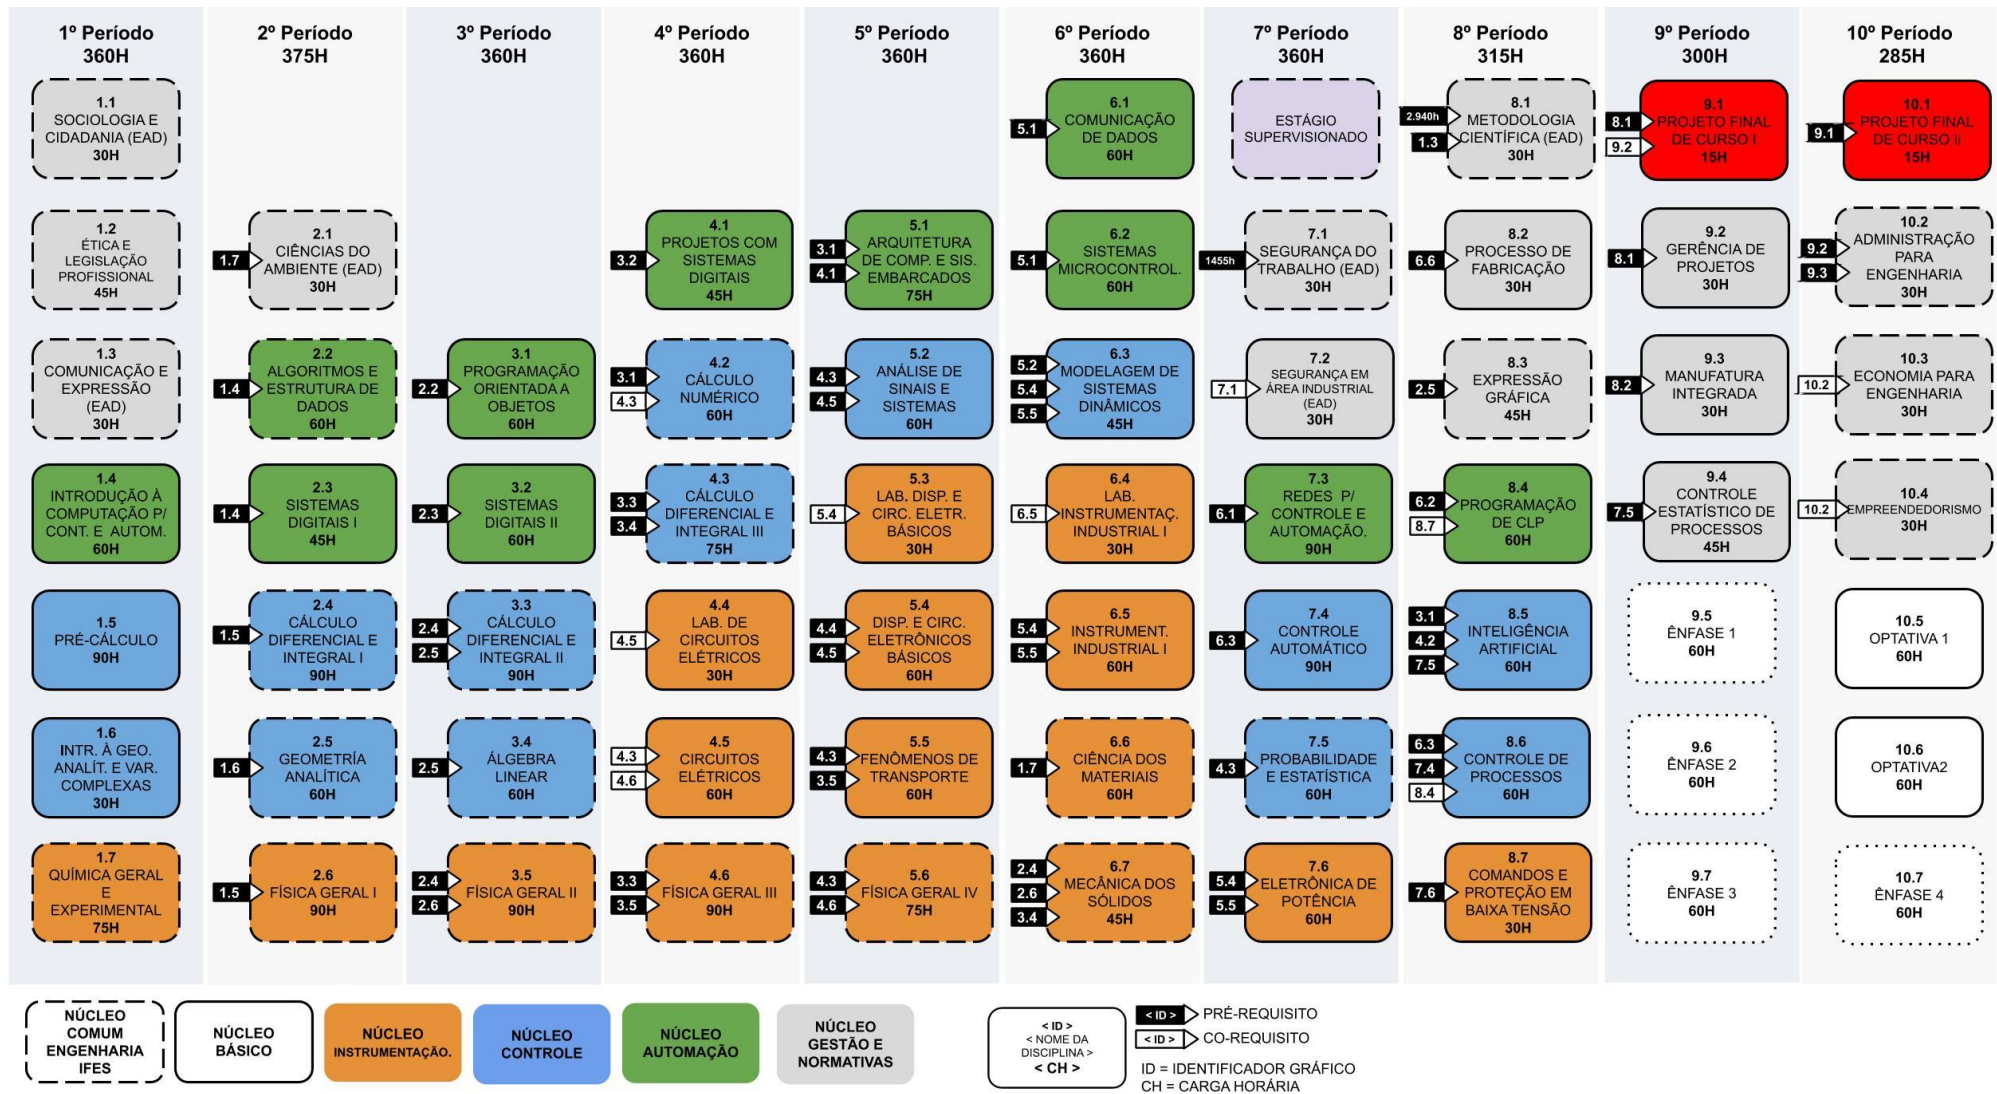 1º Período
360H
1.1
SOCIOLOGIA E
CIDADANIA (EAD)
30H
1.2
ÉTICA E
LEGISLAÇÃO
PROFISSIONAL
45H
1.3
COMUNICAÇÃO E
EXPRESSÃO
(EAD)
30H
1.4
INTRODUÇÃO À
COMPUTAÇÃO P/
CONT. E AUTOM.
60H
1.5
PRÉ-CÁLCULO
90H
1.6
INTR. À GEO.
ANALÍT. E VAR.
COMPLEXAS
30H
1.7
QUÍMICA GERAL
E
EXPERIMENTAL
75H
2º Período
375H
1.7
2.1
CIÊNCIAS DO
AMBIENTE (EAD)
30H
1.4
2.2
ALGORITMOS E
ESTRUTURA DE
DADOS
60H
1.4
2.3
SISTEMAS
DIGITAIS I
45H
1.5
2.4
CÁLCULO
DIFERENCIAL E
INTEGRAL I
90H
1.6
2.5
GEOMETRÍA
ANALÍTICA
60H
1.5
2.6
FÍSICA GERAL I
90H
3º Período
360H
2.2
3.1
PROGRAMAÇÃO
ORIENTADA A
OBJETOS
60H
2.3
3.2
SISTEMAS
DIGITAIS II
60H
2.4
2.5
3.3
CÁLCULO
DIFERENCIAL E
INTEGRAL II
90H
2.5
3.4
ÁLGEBRA
LINEAR
60H
2.4
2.6
3.5
FÍSICA GERAL II
90H
4º Período
360H
3.2
4.1
PROJETOS COM
SISTEMAS
DIGITAIS
45H
3.1
4.3
4.2
CÁLCULO
NUMÉRICO
60H
3.3
3.4
4.3
CÁLCULO
DIFERENCIAL E
INTEGRAL III
75H
4.5
4.4
LAB. DE
CIRCUITOS
ELÉTRICOS
30H
4.3
4.6
4.5
CIRCUITOS
ELÉTRICOS
60H
3.3
3.5
4.6
FÍSICA GERAL III
90H
5º Período
360H
3.1
4.1
5.1
ARQUITETURA
DE COMP. E SIS.
EMBARCADOS
75H
4.3
4.5
5.2
ANÁLISE DE
SINAIS E
SISTEMAS
60H
5.4
5.3
LAB. DISP. E
CIRC. ELETR.
BÁSICOS
30H
4.4
4.5
5.4
DISP. E CIRC.
ELETRÔNICOS
BÁSICOS
60H
4.3
3.5
5.5
FENÔMENOS DE
TRANSPORTE
60H
4.3
4.6
5.6
FÍSICA GERAL IV
75H
6º Período
360H
5.1
6.1
COMUNICAÇÃO
DE DADOS
60H
5.1
6.2
SISTEMAS
MICROCONTROL.
60H
5.2
5.4
5.5
6.3
MODELAGEM DE
SISTEMAS
DINÂMICOS
45H
6.5
6.4
LAB.
INSTRUMENTAÇ.
INDUSTRIAL I
30H
5.4
5.5
6.5
INSTRUMENT.
INDUSTRIAL I
60H
1.7
6.6
CIÊNCIA DOS
MATERIAIS
60H
2.4
2.6
3.4
6.7
MECÂNICA DOS
SÓLIDOS
45H
7º Período
360H
ESTÁGIO
SUPERVISIONADO
1455h
7.1
SEGURANÇA DO
TRABALHO (EAD)
30H
7.1
7.2
SEGURANÇA EM
ÁREA INDUSTRIAL
(EAD)
30H
6.1
7.3
REDES P/
CONTROLE E
AUTOMAÇÃO.
90H
6.3
7.4
CONTROLE
AUTOMÁTICO
90H
4.3
7.5
PROBABILIDADE
E ESTATÍSTICA
60H
5.4
5.5
7.6
ELETRÔNICA DE
POTÊNCIA
60H
8º Período
315H
2.940h
1.3
8.1
METODOLOGIA
CIENTÍFICA (EAD)
30H
6.6
8.2
PROCESSO DE
FABRICAÇÃO
30H
2.5
8.3
EXPRESSÃO
GRÁFICA
45H
6.2
8.7
8.4
PROGRAMAÇÃO
DE CLP
60H
3.1
4.2
7.5
8.5
INTELIGÊNCIA
ARTIFICIAL
60H
6.3
7.4
8.4
8.6
CONTROLE DE
PROCESSOS
60H
7.6
8.7
COMANDOS E
PROTEÇÃO EM
BAIXA TENSÃO
30H
9º Período
300H
8.1
9.2
9.1
PROJETO FINAL
DE CURSO I
15H
8.1
9.2
GERÊNCIA DE
PROJETOS
30H
8.2
9.3
MANUFATURA
INTEGRADA
30H
7.5
9.4
CONTROLE
ESTATÍSTICO DE
PROCESSOS
45H
9.5
ÊNFASE 1
60H
9.6
ÊNFASE 2
60H
9.7
ÊNFASE 3
60H
10º Período
285H
9.1
10.1
PROJETO FINAL
DE CURSO Ii
15H
9.2
9.3
10.2
ADMINISTRAÇÃO
PARA
ENGENHARIA
30H
10.2
10.3
ECONOMIA PARA
ENGENHARIA
30H
10.2
10.4
EMPREENDEDORISMO
30H
10.5
OPTATIVA 1
60H
10.6
OPTATIVA2
60H
10.7
ÊNFASE 4
60H
NÚCLEO
COMUM
ENGENHARIA
IFES
NÚCLEO
BÁSICO
NÚCLEO
INSTRUMENTAÇÃO.
NÚCLEO
CONTROLE
NÚCLEO
AUTOMAÇÃO
NÚCLEO
GESTÃO E
NORMATIVAS
< ID >
< NOME DA
DISCIPLINA >
< CH >
< ID > PRÉ-REQUISITO
< ID > CO-REQUISITO
ID = IDENTIFICADOR GRÁFICO
CH = CARGA HORÁRIA